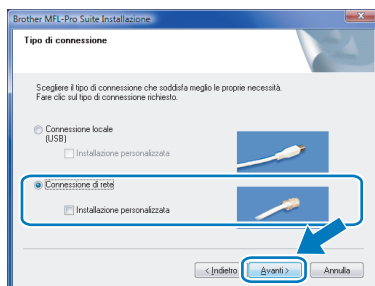 Brother MFL-Pro Suite Installazione
Tipo di connessione
Scegliere il tipo di connessione che soddisfa meglio le proprie necessità.
Fare clic sul tipo di connessione richiesto.
Connessione locale
(USB)
Installazione personalizzata
Connessione di rete
Installazione personalizzata
< Indietro
Avanti >
Annulla